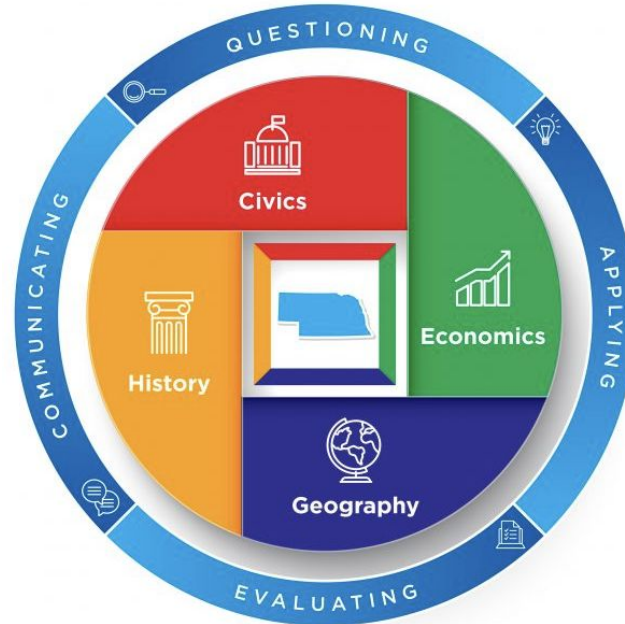 QUESTIONING
Civics
COMMUNICATING
APPLYING
Economics
History
Geography
EVALUATING